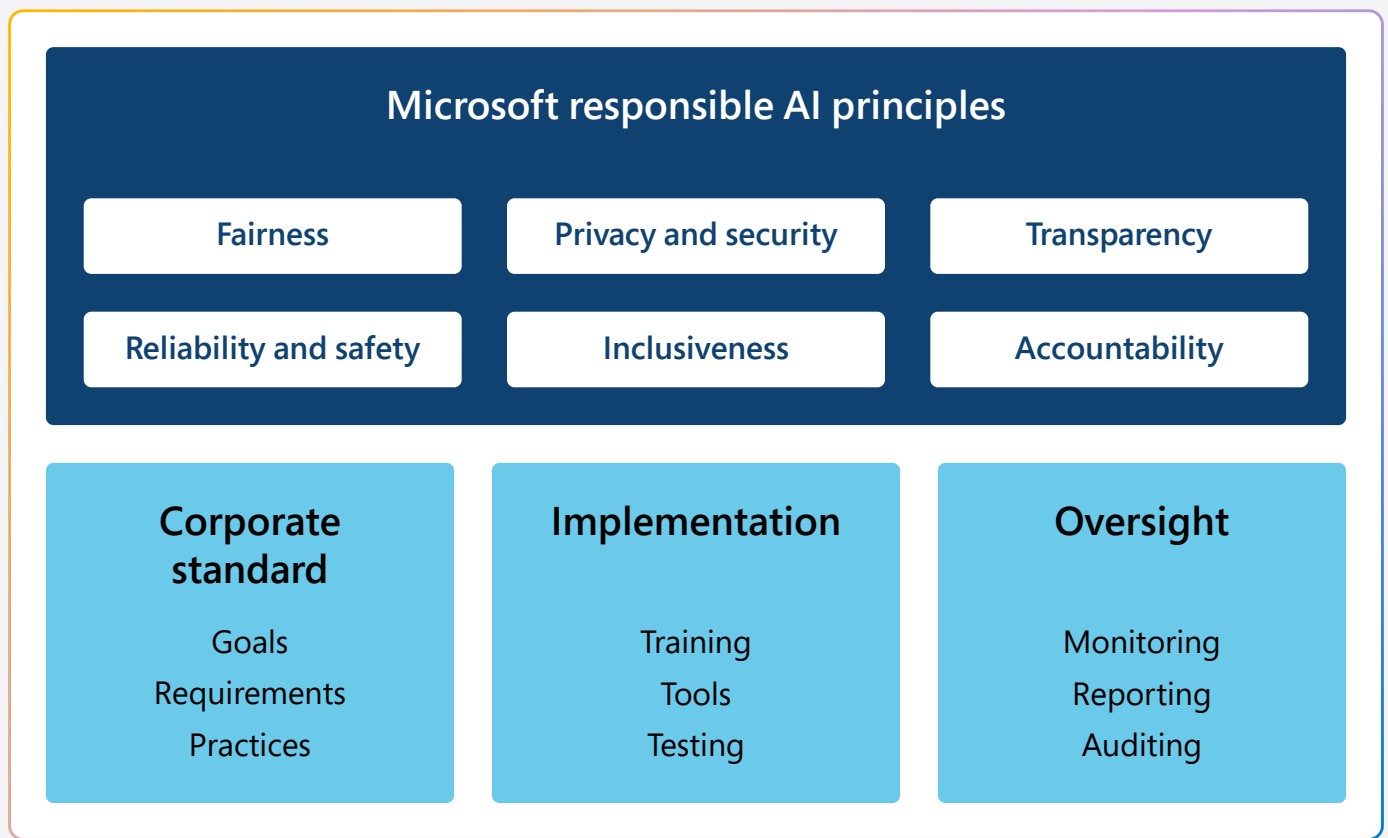 Microsoft responsible AI principles
Fairness
Privacy and security
Transparency
Reliability and safety
Inclusiveness
Accountability
Corporate
standard
Goals
Requirements
Practices
Implementation
Training
Tools
Testing
Oversight
Monitoring
Reporting
Auditing